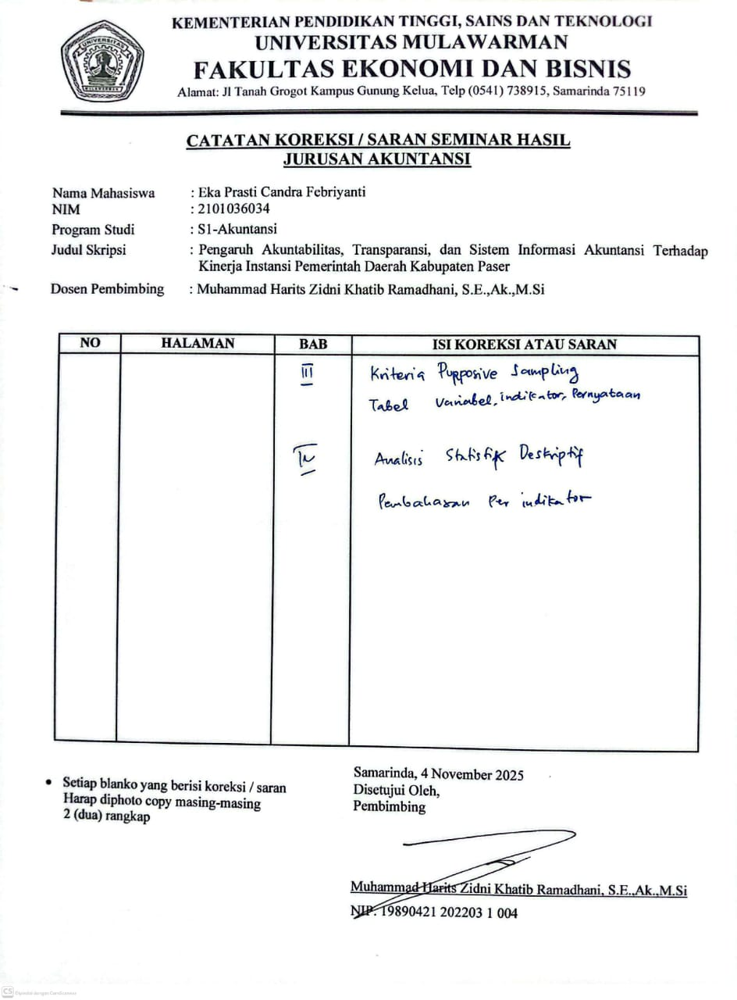 KEMENTERIAN PENDIDIKAN TINGGI, SAINS DAN TEKNOLOGI
UNIVERSITAS MULAWARMAN
FAKULTAS EKONOMI DAN BISNIS
Alamat: Jl Tanah Grogot Kampus Gunung Kelua, Telp (0541) 738915, Samarinda 75119
UNIVERSITAS
MULAWARMAN
CATATAN KOREKSI / SARAN SEMINAR HASIL
JURUSAN AKUNTANSI
Nama Mahasiswa : Eka Prasti Candra Febriyanti
NIM : 2101036034
Program Studi : S1-Akuntansi
Judul Skripsi : Pengaruh Akuntabilitas, Transparansi, dan Sistem Informasi Akuntansi Terhadap
Kinerja Instansi Pemerintah Daerah Kabupaten Paser
Dosen Pembimbing : Muhammad Harits Zidni Khatib Ramadhani, S.E.,Ak.,M.Si
NO HALAMAN BAB ISI KOREKSI ATAU SARAN
III Kriteria Purposive Sampling
Tabel Variabel, indikator, Pernyataan
IV Analisis Statistik Deskriptif
Pembahasan Per indikator
• Setiap blanko yang berisi koreksi / saran
Harap diphoto copy masing-masing
2 (dua) rangkap
Samarinda, 4 November 2025
Disetujui Oleh,
Pembimbing
Muhammad Harits Zidni Khatib Ramadhani, S.E.,Ak.,M.Si
NIP. 19890421 202203 1 004
CS Dipindai dengan CamScanner